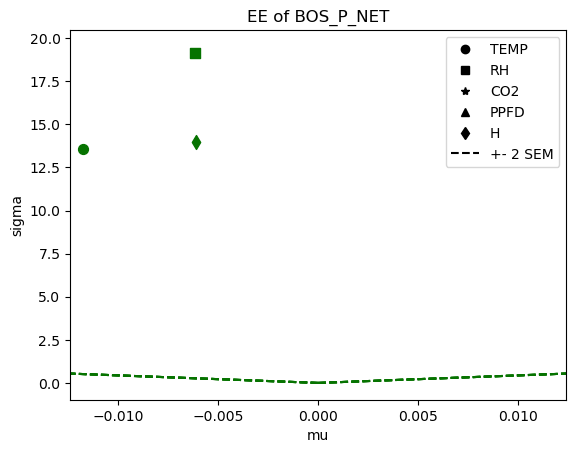 EE of BOS_P_NET
20.0
17.5
15.0
12.5
10.0
7.5
5.0
2.5
0.0
sigma
TEMP
RH
CO2
PPFD
H
+- 2 SEM
−0.010
−0.005
0.000
0.005
0.010
mu